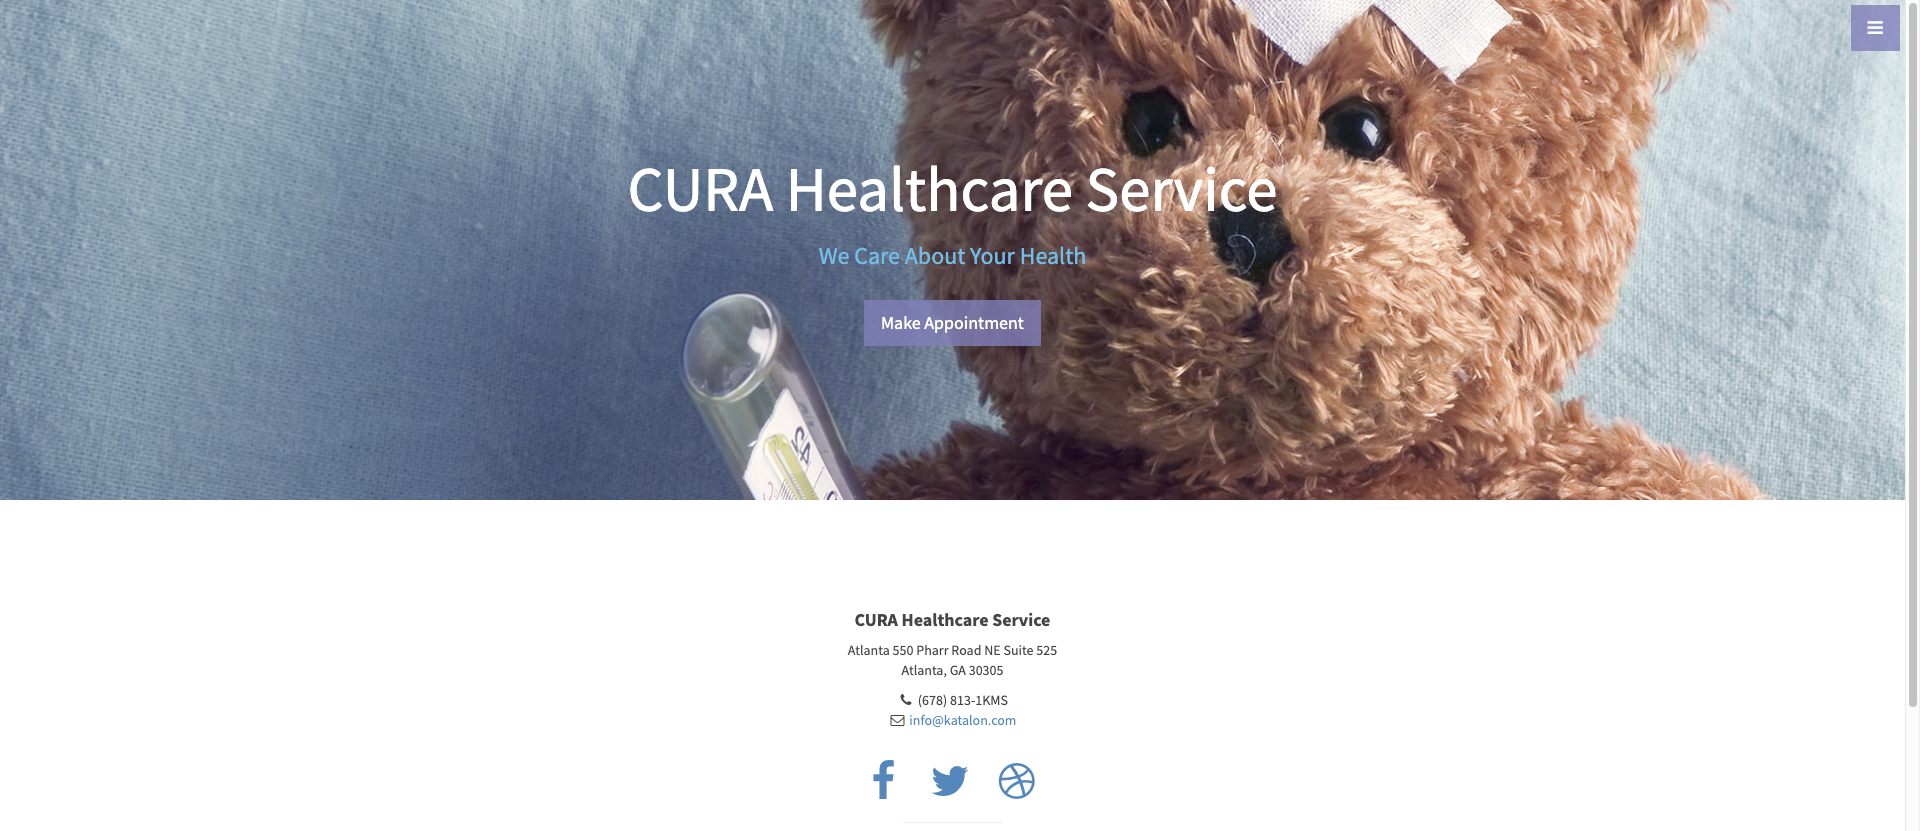 CURA Healthcare Service
We Care About Your Health
Make Appointment
CURA Healthcare Service
Atlanta 550 Pharr Road NE Suite 525
Atlanta, GA 30305
(678) 813-1KMS
info@katalon.com